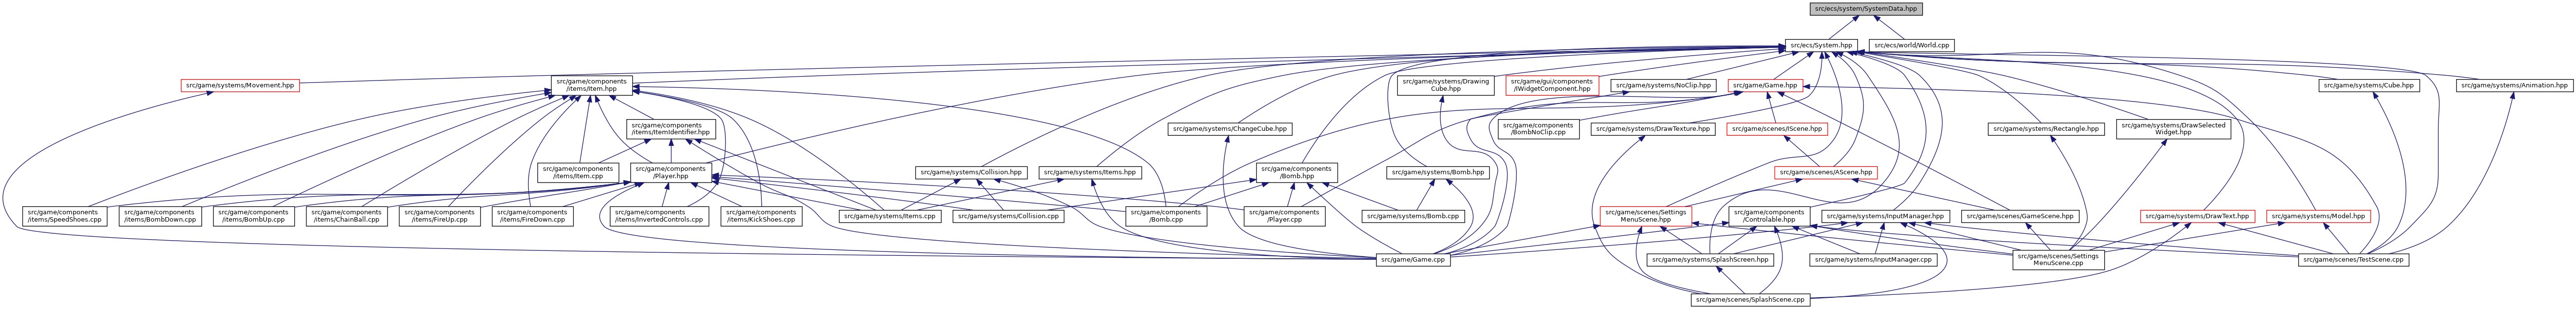 src/ecs/system/SystemData.hpp
src/ecs/System.hpp
src/ecs/world/World.cpp
src/game/systems/Movement.hpp
src/game/components
/items/Item.hpp
src/game/systems/Drawing
Cube.hpp
src/game/gui/components
/IWidgetComponent.hpp
src/game/systems/NoClip.hpp
src/game/Game.hpp
src/game/systems/Cube.hpp
src/game/systems/Animation.hpp
src/game/components
/items/ItemIdentifier.hpp
src/game/systems/ChangeCube.hpp
src/game/components
/BombNoClip.cpp
src/game/systems/DrawTexture.hpp
src/game/scenes/IScene.hpp
src/game/systems/Rectangle.hpp
src/game/systems/DrawSelected
Widget.hpp
src/game/components
/items/Item.cpp
src/game/components
/Player.hpp
src/game/systems/Collision.hpp
src/game/systems/Items.hpp
src/game/components
/Bomb.hpp
src/game/systems/Bomb.hpp
src/game/scenes/AScene.hpp
src/game/components
/items/SpeedShoes.cpp
src/game/components
/items/BombDown.cpp
src/game/components
/items/BombUp.cpp
src/game/components
/items/ChainBall.cpp
src/game/components
/items/FireUp.cpp
src/game/components
/items/FireDown.cpp
src/game/components
/items/InvertedControls.cpp
src/game/components
/items/KickShoes.cpp
src/game/systems/Items.cpp
src/game/systems/Collision.cpp
src/game/components
/Bomb.cpp
src/game/components
/Player.cpp
src/game/systems/Bomb.cpp
src/game/scenes/Settings
MenuScene.hpp
src/game/components
/Controlable.hpp
src/game/systems/InputManager.hpp
src/game/scenes/GameScene.hpp
src/game/systems/DrawText.hpp
src/game/systems/Model.hpp
src/game/Game.cpp
src/game/systems/SplashScreen.hpp
src/game/systems/InputManager.cpp
src/game/scenes/Settings
MenuScene.cpp
src/game/scenes/TestScene.cpp
src/game/scenes/SplashScene.cpp